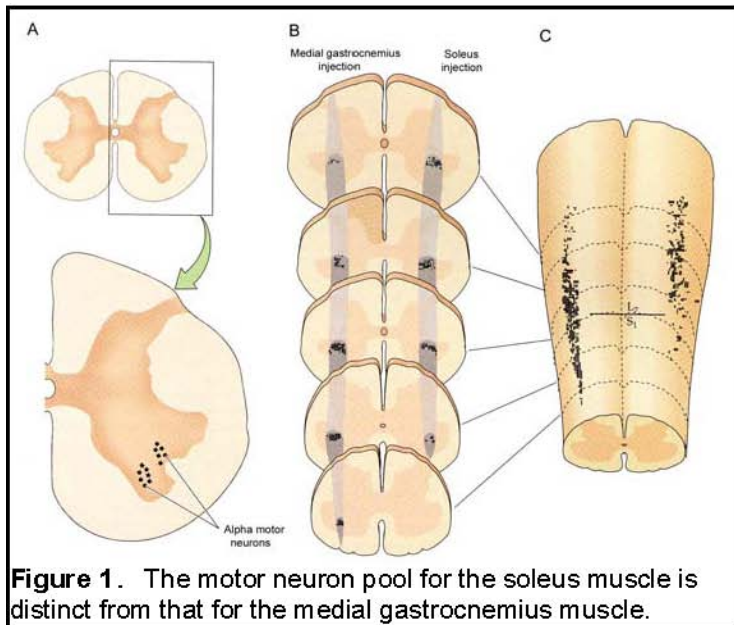 A
B
C
Medial gastrocnemius
injection
Soleus
injection
L7
S1
Alpha motor
neurons
Figure 1. The motor neuron pool for the soleus muscle is
distinct from that for the medial gastrocnemius muscle.